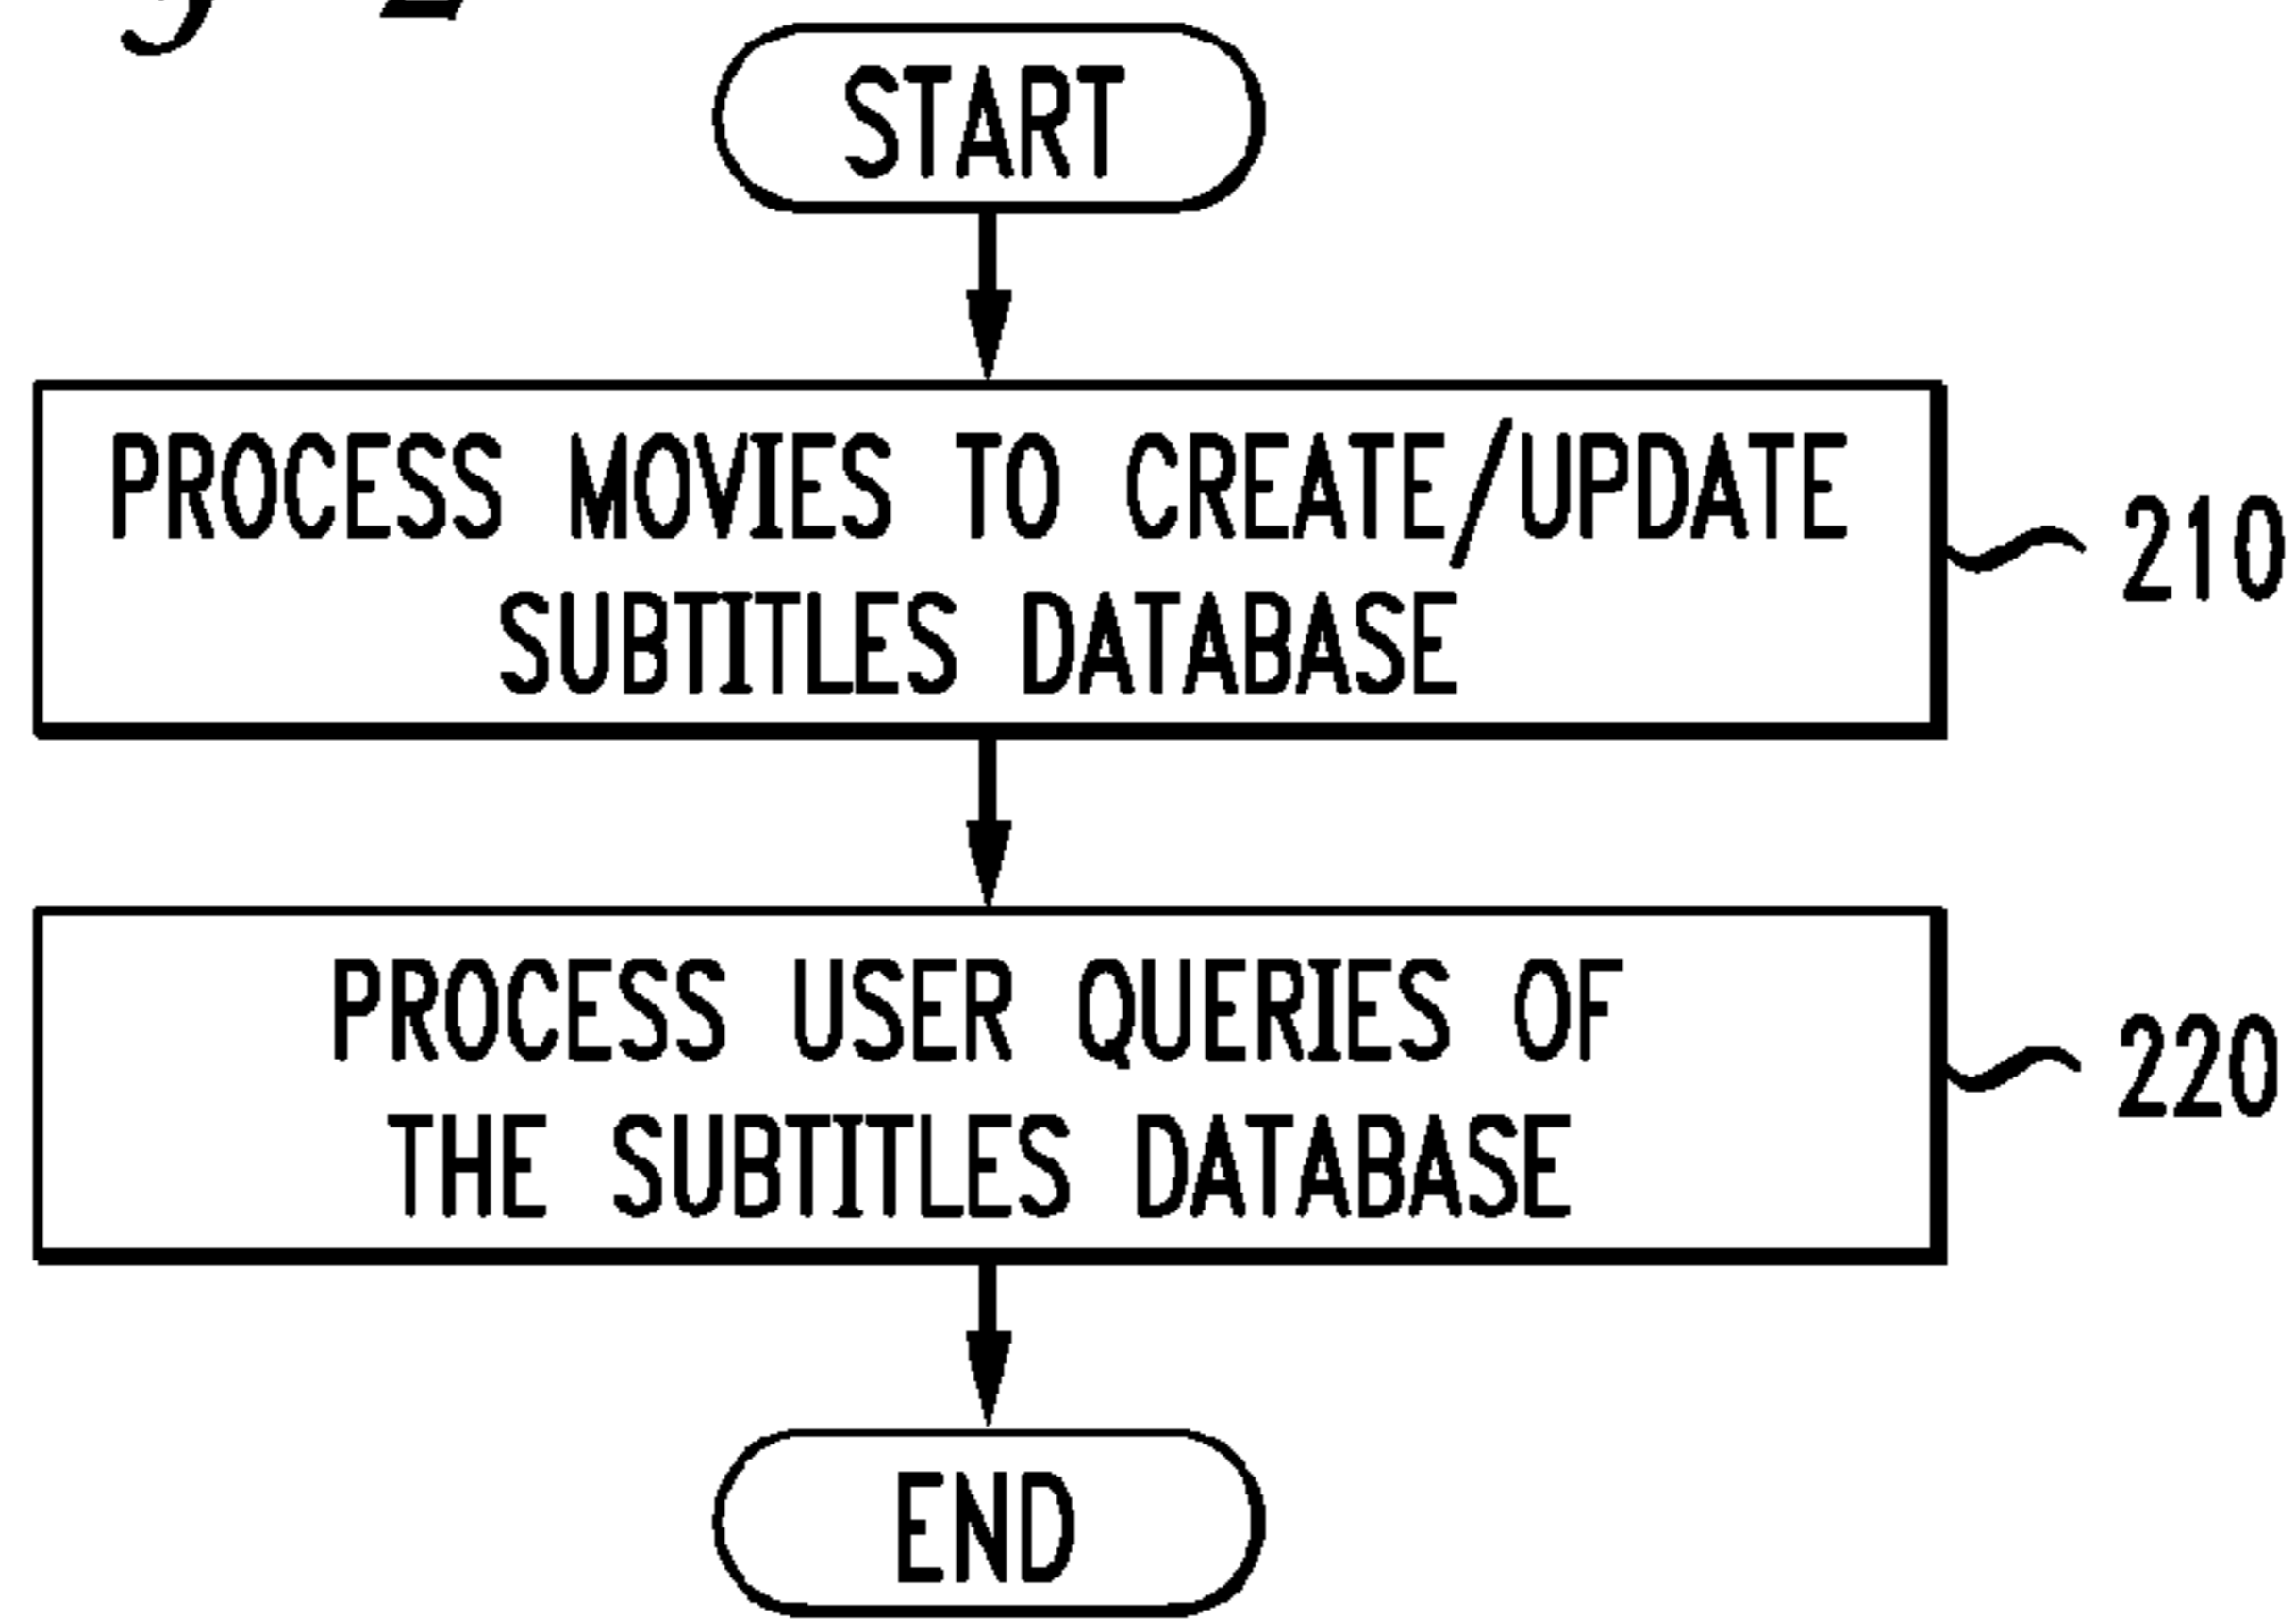 START
PROCESS MOVIES TO CREATE/UPDATE
SUBTITLES DATABASE
210
PROCESS USER QUERIES OF
THE SUBTITLES DATABASE
220
END